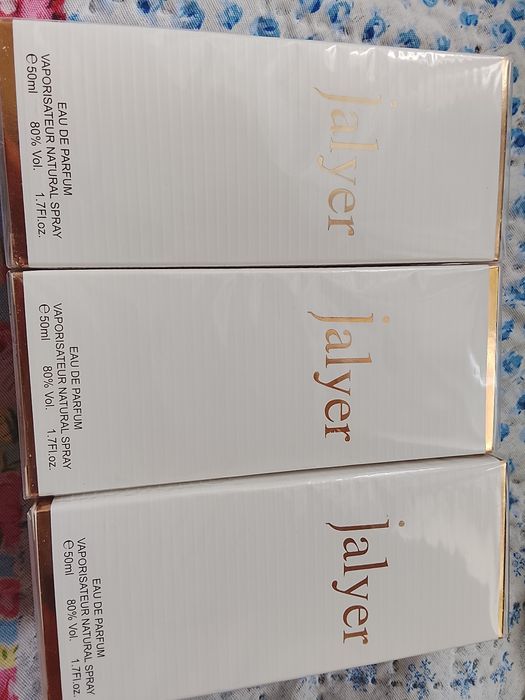 jalyer
EAU DE PARFUM
VAPORISATEUR NATURAL SPRAY
℮50ml 80% Vol. 1.7Fl.oz.
jalyer
EAU DE PARFUM
VAPORISATEUR NATURAL SPRAY
℮50ml 80% Vol. 1.7Fl.oz.
jalyer
EAU DE PARFUM
VAPORISATEUR NATURAL SPRAY
℮50ml 80% Vol. 1.7Fl.oz.